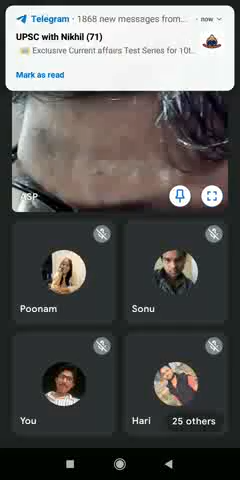 Telegram • 1868 new messages from... • now
UPSC with Nikhil (71)
Exclusive Current affairs Test Series for 10t..
Mark as read
ASP
Poonam
Sonu
You
Hari
25 others